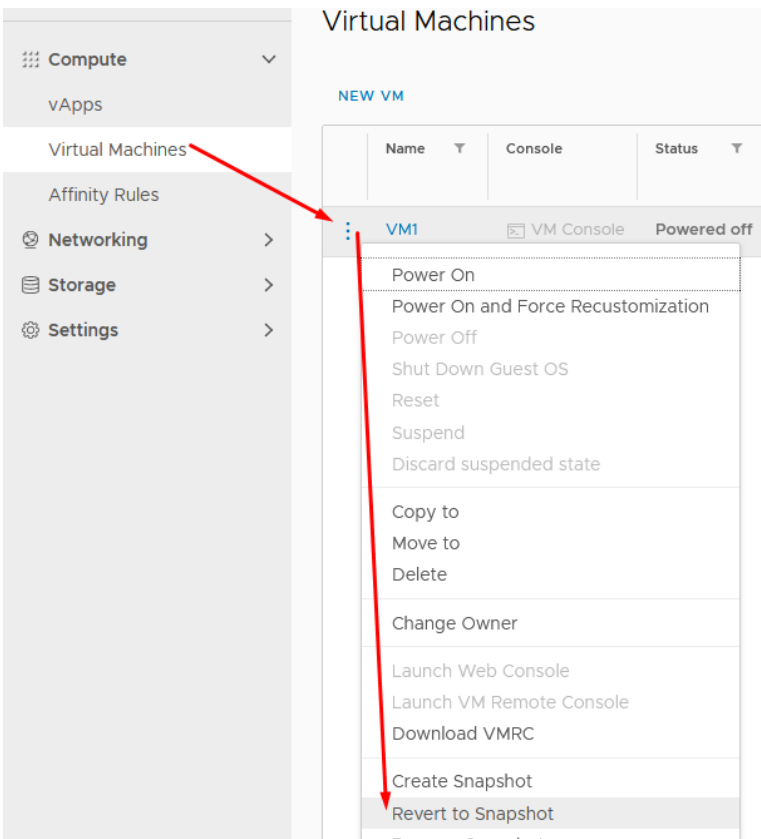 Virtual Machines
Compute
vApps
Virtual Machines
Affinity Rules
Networking
Storage
Settings
NEW VM
Name Console Status
VM1 VM Console Powered off
Power On
Power On and Force Recustomization
Power Off
Shut Down Guest OS
Reset
Suspend
Discard suspended state
Copy to
Move to
Delete
Change Owner
Launch Web Console
Launch VM Remote Console
Download VMRC
Create Snapshot
Revert to Snapshot